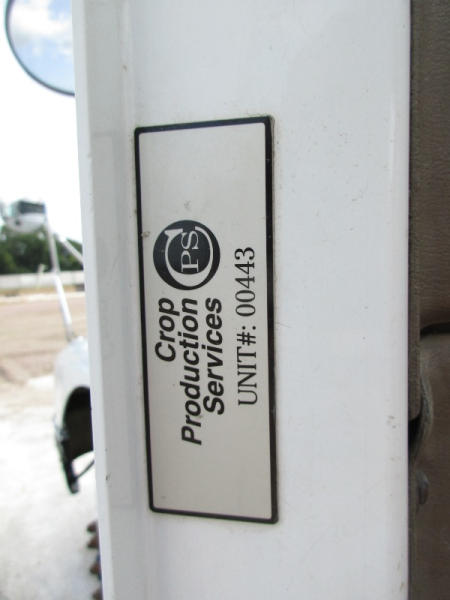 CPS
Crop
Production
Services
UNIT#: 00443